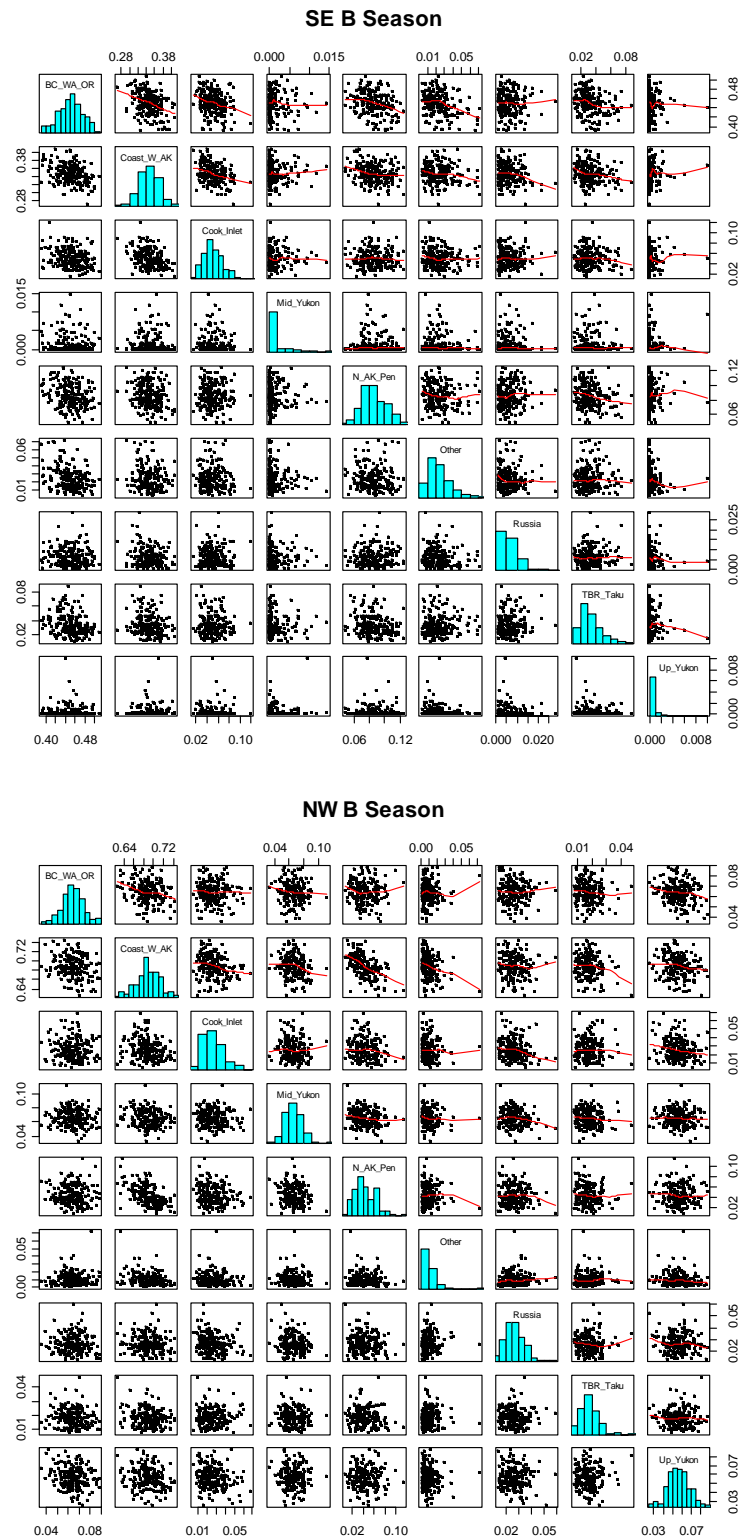 SE B Season
0.28 0.38 0.000 0.015 0.01 0.05 0.02 0.08
BC_WA_OR
0.40 0.48
Coast_W_AK
0.28 0.38
Cook_Inlet
0.02 0.10
Mid_Yukon
0.000 0.015
N_AK_Pen
0.06 0.12
Other
0.01 0.06
Russia
0.000 0.025
TBR_Taku
0.02 0.08
Up_Yukon
0.000 0.008
0.40 0.48 0.02 0.10 0.06 0.12 0.000 0.020 0.000 0.008
NW B Season
0.64 0.72 0.04 0.10 0.00 0.05 0.01 0.04
BC_WA_OR
0.04 0.08
Coast_W_AK
0.64 0.72
Cook_Inlet
0.01 0.05
Mid_Yukon
0.04 0.10
N_AK_Pen
0.02 0.10
Other
0.00 0.05
Russia
0.02 0.05
TBR_Taku
0.01 0.04
Up_Yukon
0.03 0.07
0.04 0.08 0.01 0.05 0.02 0.10 0.02 0.05 0.03 0.07